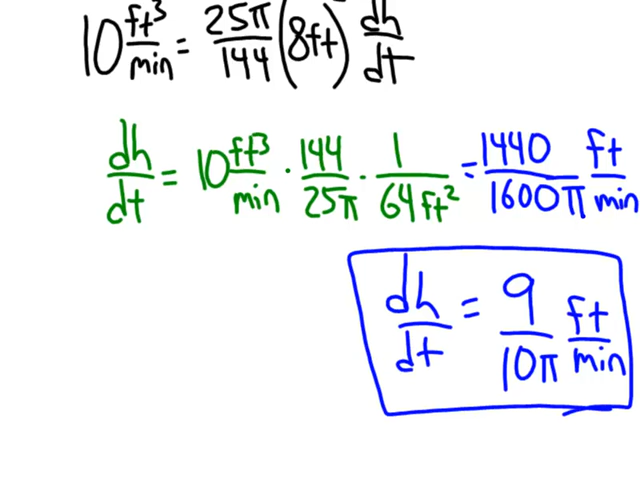 10 ft³/min = 25π/144 (8ft)² dh/dt
dh/dt = 10 ft³/min · 144/25π · 1/64ft² = 1440/1600π ft/min
dh/dt = 9/10π ft/min